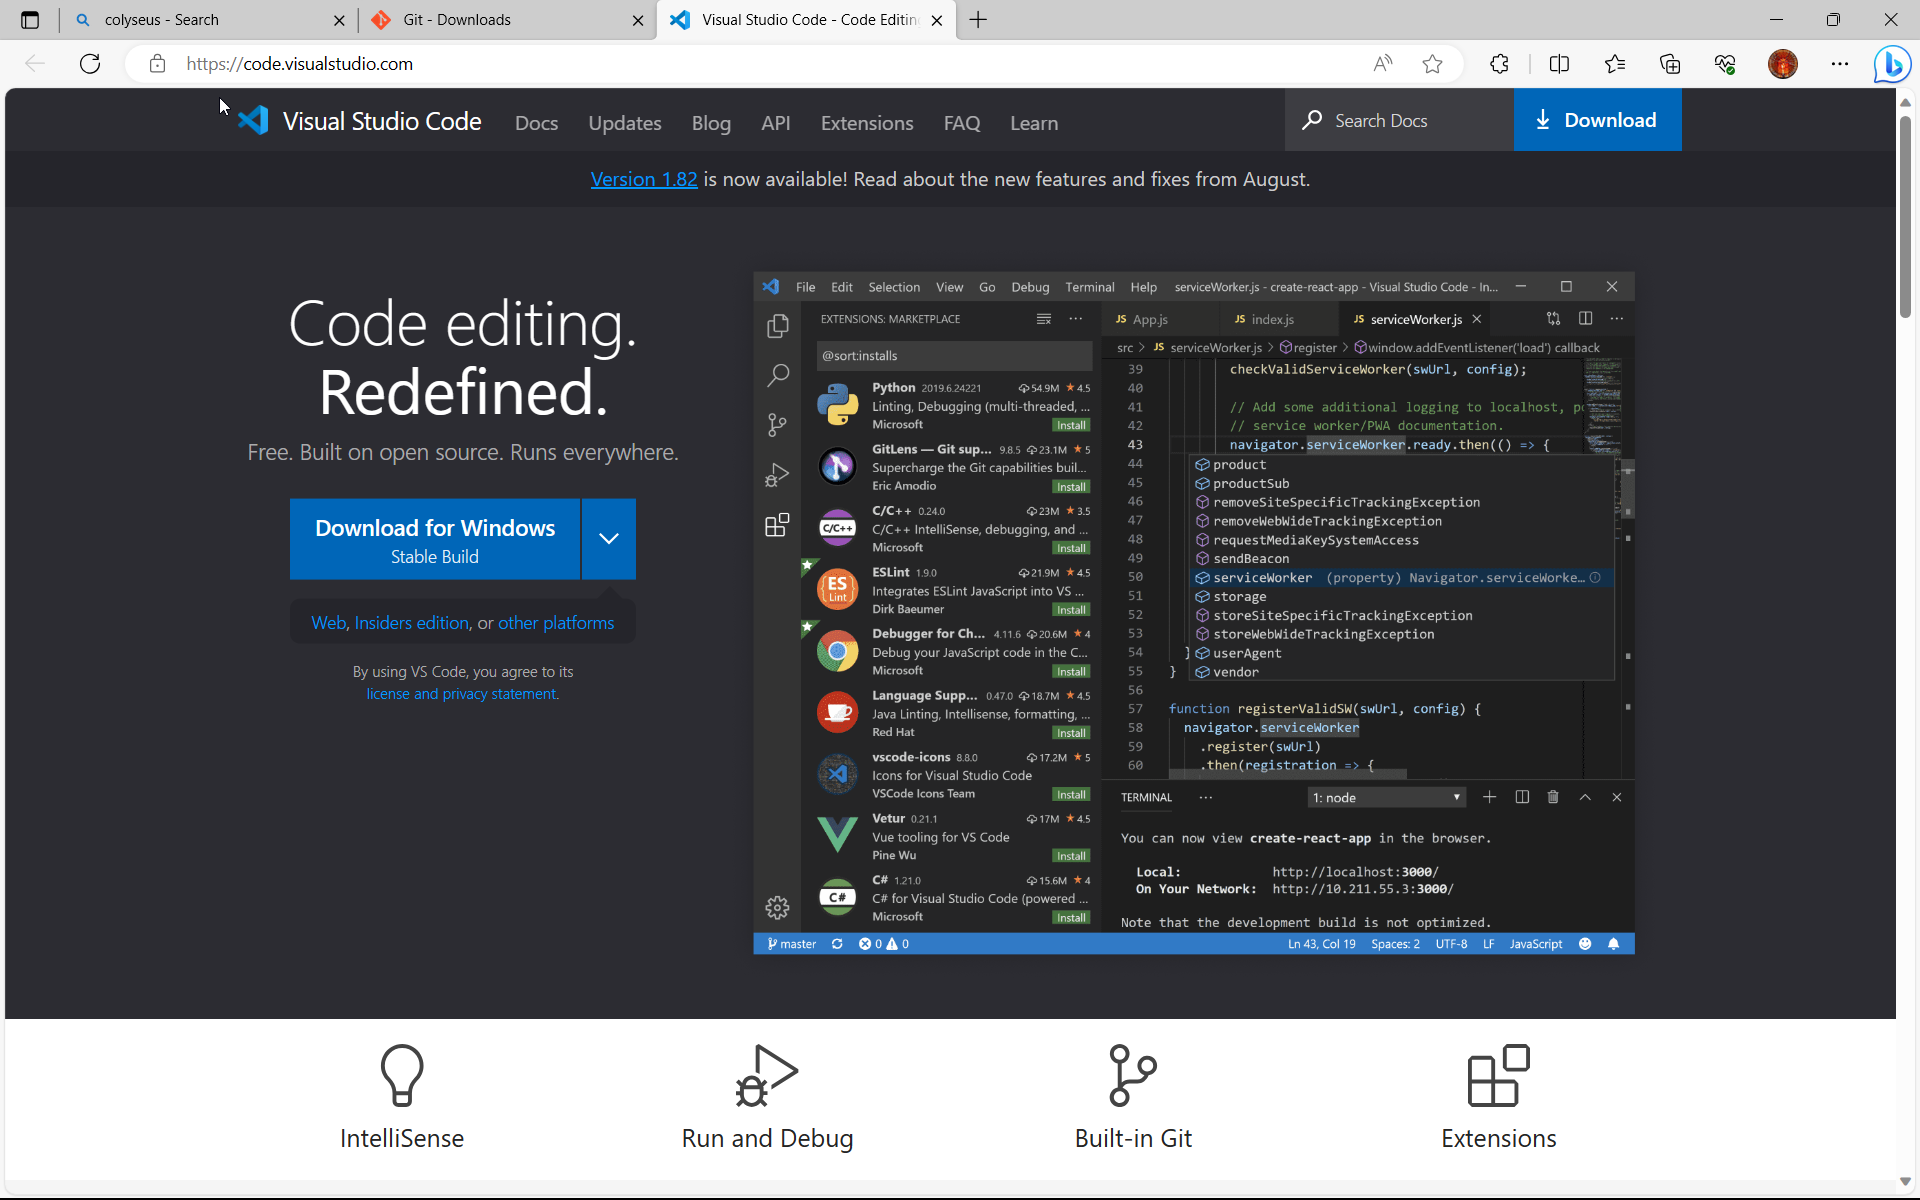 colyseus - Search
Git - Downloads
Visual Studio Code - Code Editin
https://code.visualstudio.com
Visual Studio Code
Docs
Updates
Blog
API
Extensions
FAQ
Learn
Search Docs
Download
Version 1.82 is now available! Read about the new features and fixes from August.
Code editing.
Redefined.
Free. Built on open source. Runs everywhere.
Download for Windows
Stable Build
Web, Insiders edition, or other platforms
By using VS Code, you agree to its
license and privacy statement.
File Edit Selection View Go Debug Terminal Help serviceWorker.js - create-react-app - Visual Studio Code - In...
EXTENSIONS: MARKETPLACE
@sort:installs
Python 2019.6.24221 54.9M 4.5
Linting, Debugging (multi-threaded, ...
Microsoft Install
GitLens — Git sup... 9.8.5 23.1M 5
Supercharge the Git capabilities buil...
Eric Amodio Install
C/C++
C/C++ 0.24.0 23M 3.5
C/C++ IntelliSense, debugging, and ...
Microsoft Install
ES
Lint
ESLint 1.9.0 21.9M 4.5
Integrates ESLint JavaScript into VS ...
Dirk Baeumer Install
Debugger for Ch... 4.11.6 20.6M 4
Debug your JavaScript code in the C...
Microsoft Install
Language Supp... 0.47.0 18.7M 4.5
Java Linting, Intellisense, formatting, ...
Red Hat Install
vscode-icons 8.8.0 17.2M 5
Icons for Visual Studio Code
VSCode Icons Team Install
Vetur 0.21.1 17M 4.5
Vue tooling for VS Code
Pine Wu Install
C#
C# 1.21.0 15.6M 4
C# for Visual Studio Code (powered ...
Microsoft Install
JS App.js
JS index.js
JS serviceWorker.js
src > JS serviceWorker.js > register > window.addEventListener('load') callback
39 checkValidServiceWorker(swUrl, config);
40
41 // Add some additional logging to localhost, p
42 // service worker/PWA documentation.
43 navigator.serviceWorker.ready.then(() => {
44 product
45 productSub
46 removeSiteSpecificTrackingException
47 removeWebWideTrackingException
48 requestMediaKeySystemAccess
49 sendBeacon
50 serviceWorker (property) Navigator.serviceWorke...
51 storage
52 storeSiteSpecificTrackingException
53 storeWebWideTrackingException
54 } userAgent
55 } vendor
56
57 function registerValidSW(swUrl, config) {
58 navigator.serviceWorker
59 .register(swUrl)
60 .then(registration => {
TERMINAL ... 1: node
You can now view create-react-app in the browser.
Local: http://localhost:3000/
On Your Network: http://10.211.55.3:3000/
Note that the development build is not optimized.
master 0 0 Ln 43, Col 19 Spaces: 2 UTF-8 LF JavaScript
IntelliSense
Run and Debug
Built-in Git
Extensions